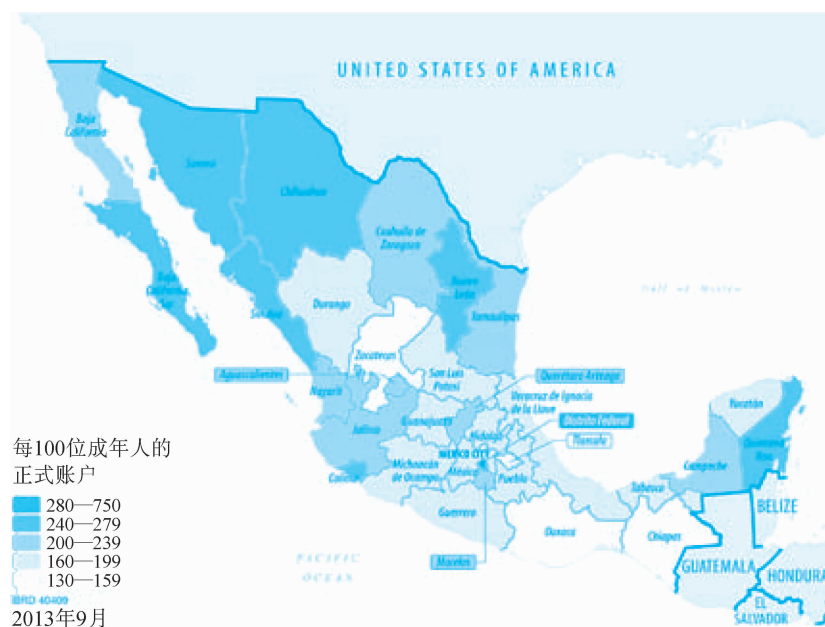 UNITED STATES OF AMERICA
Baja
California
Sonora
Chihuahua
Coahuila de
Zaragoza
Baja
California
Sur
Nuevo
León
Sinaloa
Durango
Tamaulipas
Zacatecas
Gulf of Mexico
Aguascalientes
San Luis
Potosí
Querétaro Arteaga
Nayarit
Veracruz de Ignacio
de la Llave
Yucatán
Guanajuato
Distrito Federal
Jalisco
Hidalgo
Quintana
Roo
Tlaxcala
MEXICO CITY
Campeche
Michoacán
de Ocampo
México
Colima
Puebla
Tabasco
BELIZE
Guerrero
Oaxaca
Chiapas
PACIFIC
OCEAN
Morelos
GUATEMALA
HONDURA
EL
SALVADOR
每100位成年人的
正式账户
280—750
240—279
200—239
160—199
130—159
IBRD 40409
2013年9月